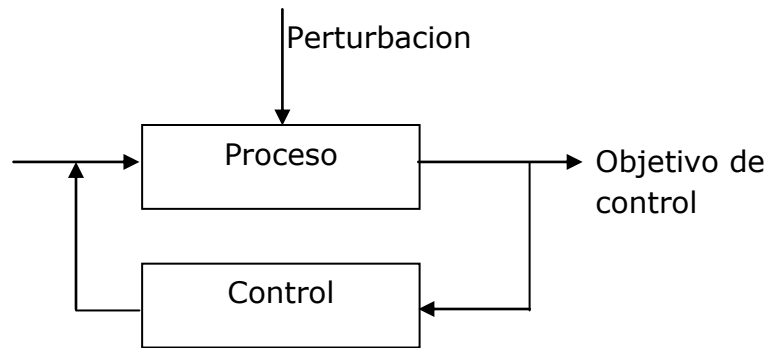 Perturbacion
Proceso
Objetivo de
control
Control